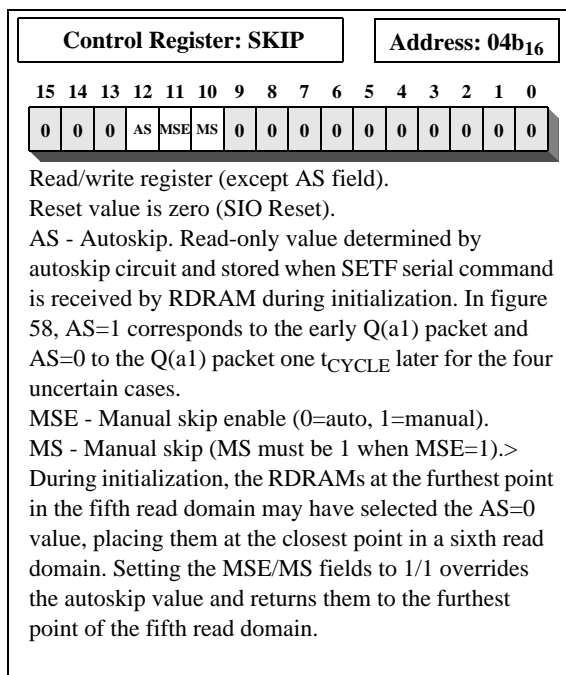 Control Register: SKIP
Address: 04b16
15 14 13 12 11 10 9 8 7 6 5 4 3 2 1 0
0 0 0 AS MSE MS 0 0 0 0 0 0 0 0 0 0
Read/write register (except AS field).
Reset value is zero (SIO Reset).
AS - Autoskip. Read-only value determined by
autoskip circuit and stored when SETF serial command
is received by RDRAM during initialization. In figure
58, AS=1 corresponds to the early Q(a1) packet and
AS=0 to the Q(a1) packet one tCYCLE later for the four
uncertain cases.
MSE - Manual skip enable (0=auto, 1=manual).
MS - Manual skip (MS must be 1 when MSE=1).>
During initialization, the RDRAMs at the furthest point
in the fifth read domain may have selected the AS=0
value, placing them at the closest point in a sixth read
domain. Setting the MSE/MS fields to 1/1 overrides
the autoskip value and returns them to the furthest
point of the fifth read domain.